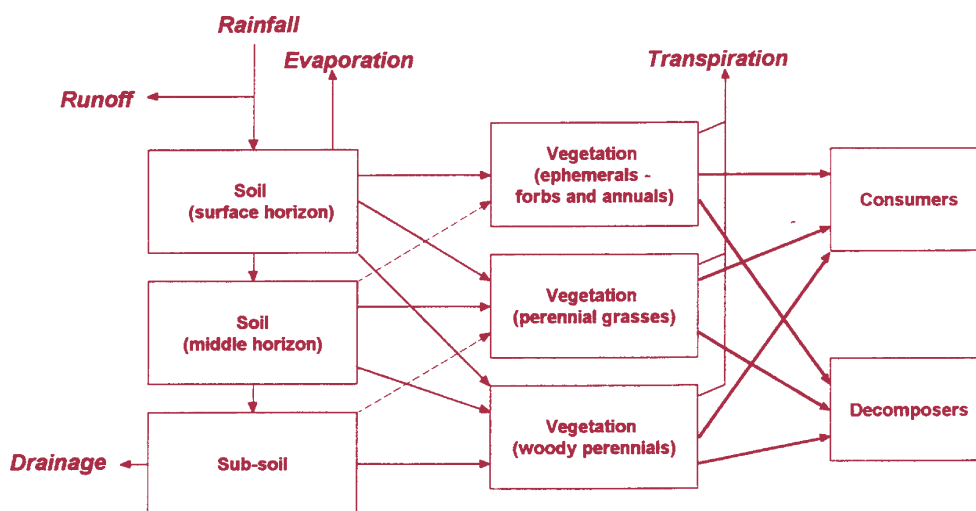 Rainfall
Evaporation
Transpiration
Runoff
Soil
(surface horizon)
Vegetation
(ephemerals -
forbs and annuals)
Consumers
Soil
(middle horizon)
Vegetation
(perennial grasses)
Sub-soil
Vegetation
(woody perennials)
Decomposers
Drainage